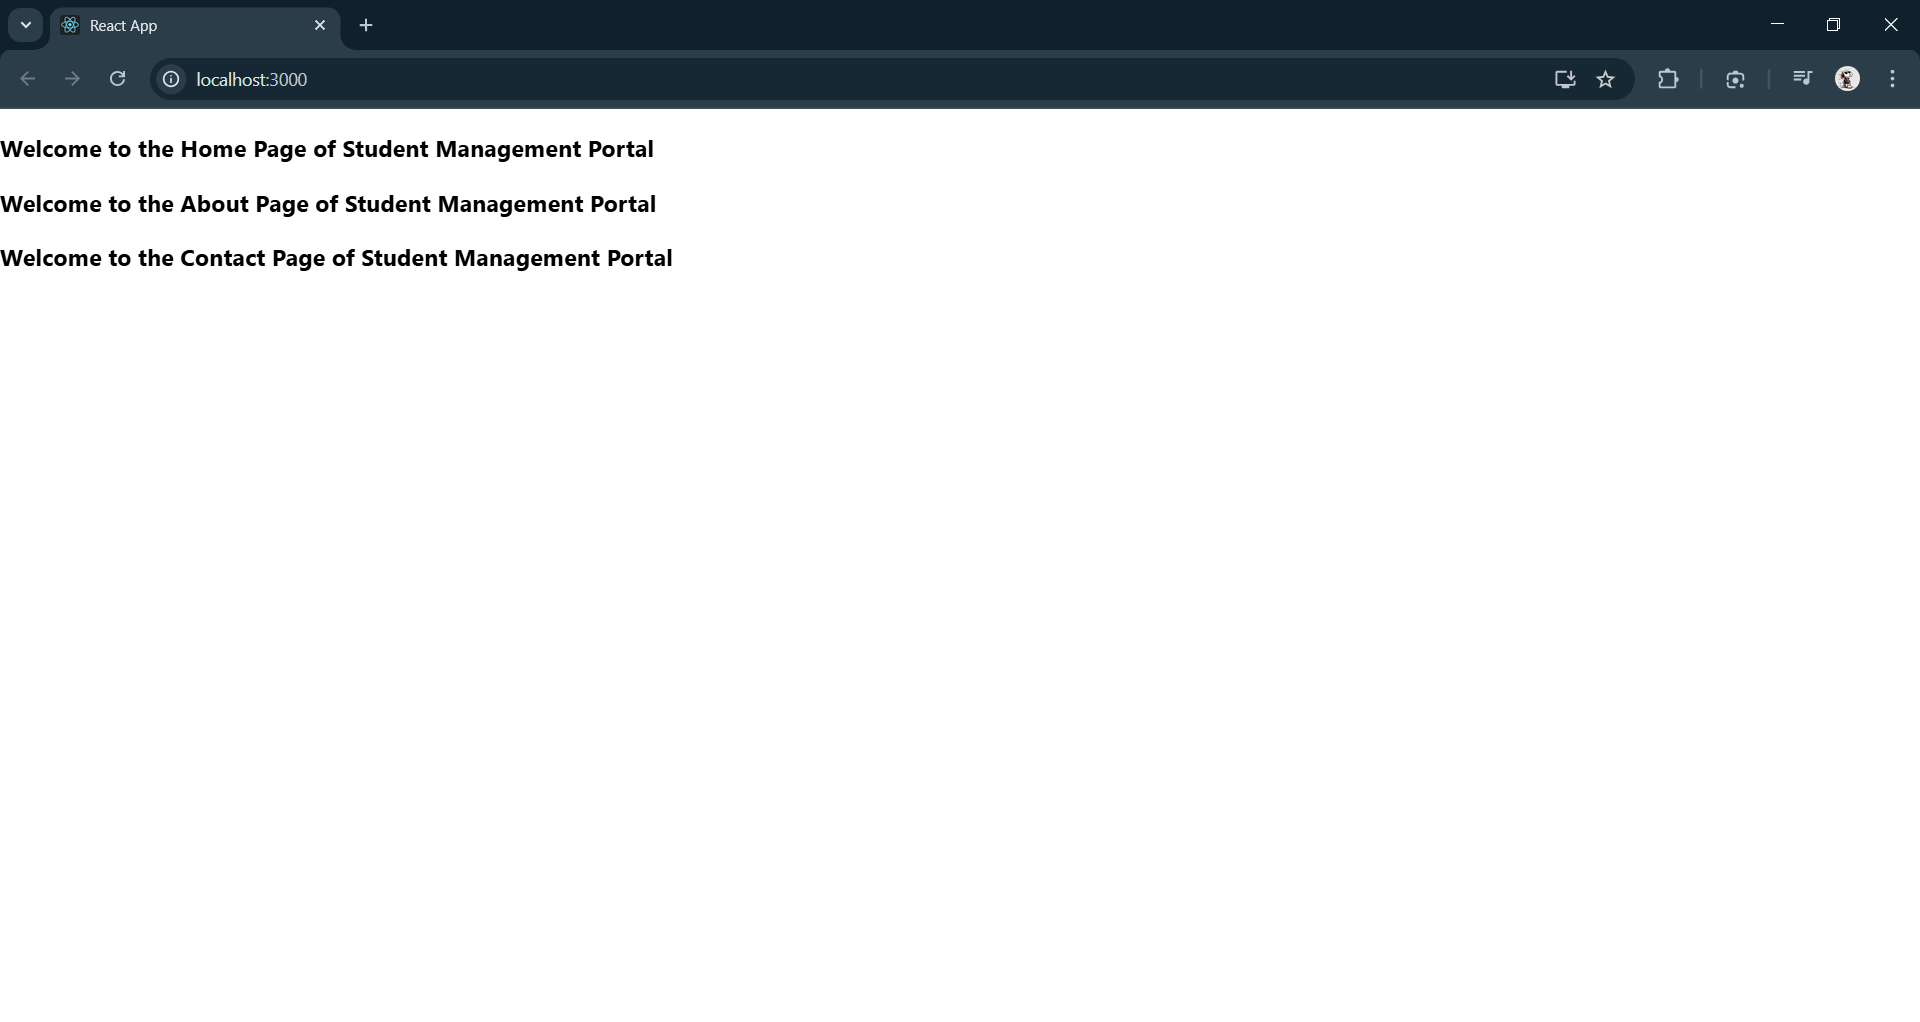 React App
localhost:3000
Welcome to the Home Page of Student Management Portal
Welcome to the About Page of Student Management Portal
Welcome to the Contact Page of Student Management Portal